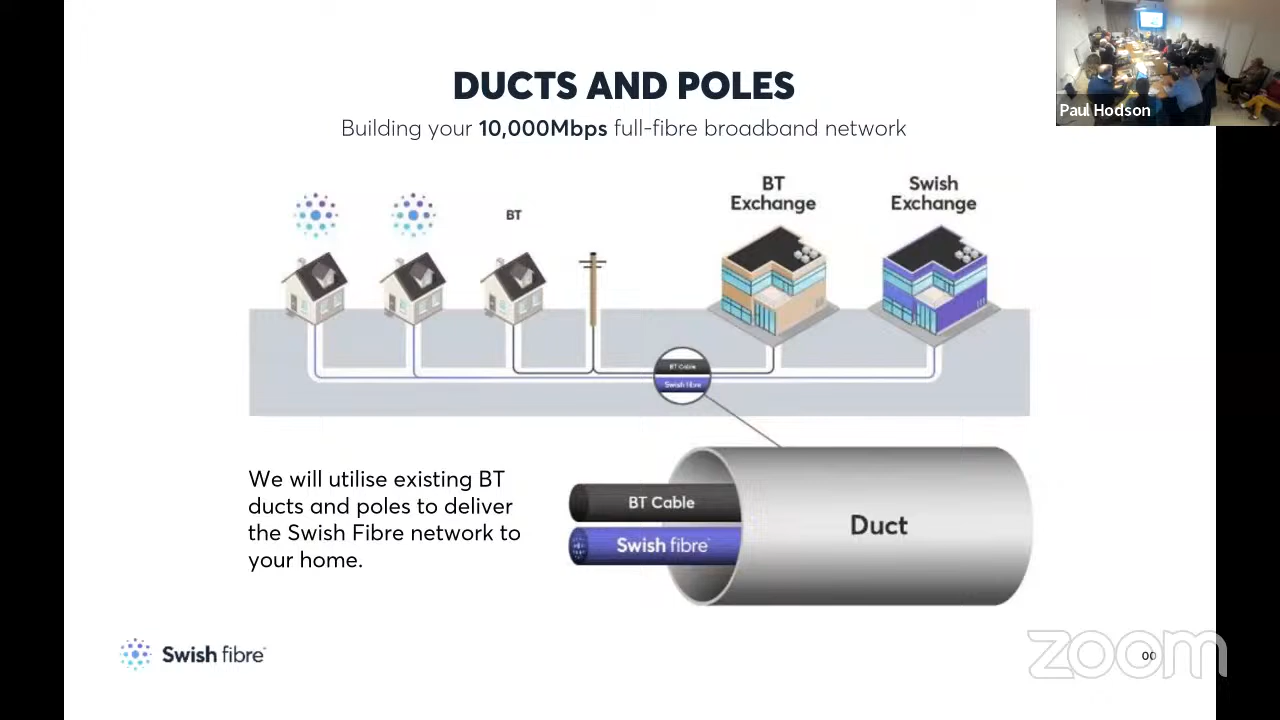 DUCTS AND POLES
Building your 10,000Mbps full-fibre broadband network
Paul Hodson
BT
BT
Exchange
Swish
Exchange
BT Cable
Swish fibre
We will utilise existing BT
ducts and poles to deliver
the Swish Fibre network to
your home.
BT Cable
Swish fibre
Duct
Swish fibre
00
zoom